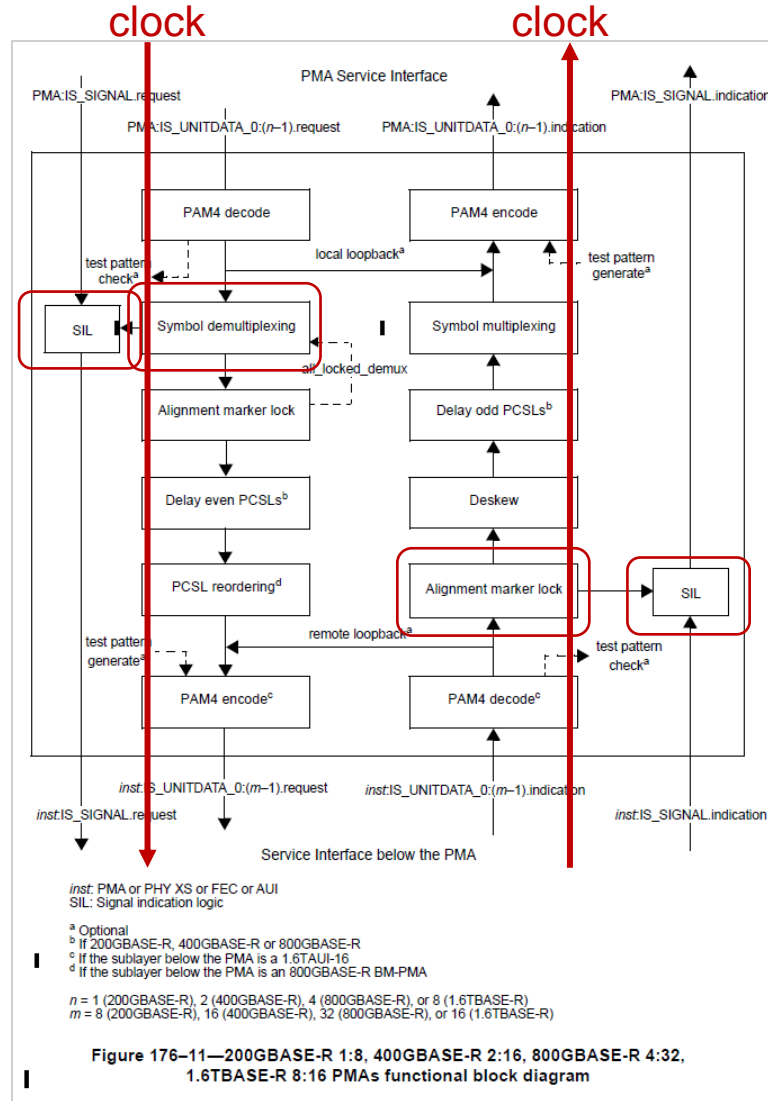 clock
clock
PMA Service Interface
PMA:IS_SIGNAL.request
PMA:IS_SIGNAL.indication
PMA:IS_UNITDATA_0:(n–1).request
PMA:IS_UNITDATA_0:(n–1).indication
PAM4 decode
PAM4 encode
test pattern
checkᵃ
local loopbackᵃ
test pattern
generateᵃ
SIL
Symbol demultiplexing
Symbol multiplexing
all_locked_demux
Alignment marker lock
Delay odd PCSLsᵇ
Delay even PCSLsᵇ
Deskew
PCSL reorderingᵈ
Alignment marker lock
SIL
test pattern
generateᵃ
remote loopbackᵃ
test pattern
checkᵃ
PAM4 encodeᶜ
PAM4 decodeᶜ
inst:IS_UNITDATA_0:(m–1).request
inst:IS_UNITDATA_0:(m–1).indication
inst:IS_SIGNAL.request
inst:IS_SIGNAL.indication
Service Interface below the PMA
inst: PMA or PHY XS or FEC or AUI
SIL: Signal indication logic
ᵃ Optional
ᵇ If 200GBASE-R, 400GBASE-R or 800GBASE-R
ᶜ If the sublayer below the PMA is a 1.6TAUI-16
ᵈ If the sublayer below the PMA is an 800GBASE-R BM-PMA
n = 1 (200GBASE-R), 2 (400GBASE-R), 4 (800GBASE-R), or 8 (1.6TBASE-R)
m = 8 (200GBASE-R), 16 (400GBASE-R), 32 (800GBASE-R), or 16 (1.6TBASE-R)
Figure 176–11—200GBASE-R 1:8, 400GBASE-R 2:16, 800GBASE-R 4:32,
1.6TBASE-R 8:16 PMAs functional block diagram